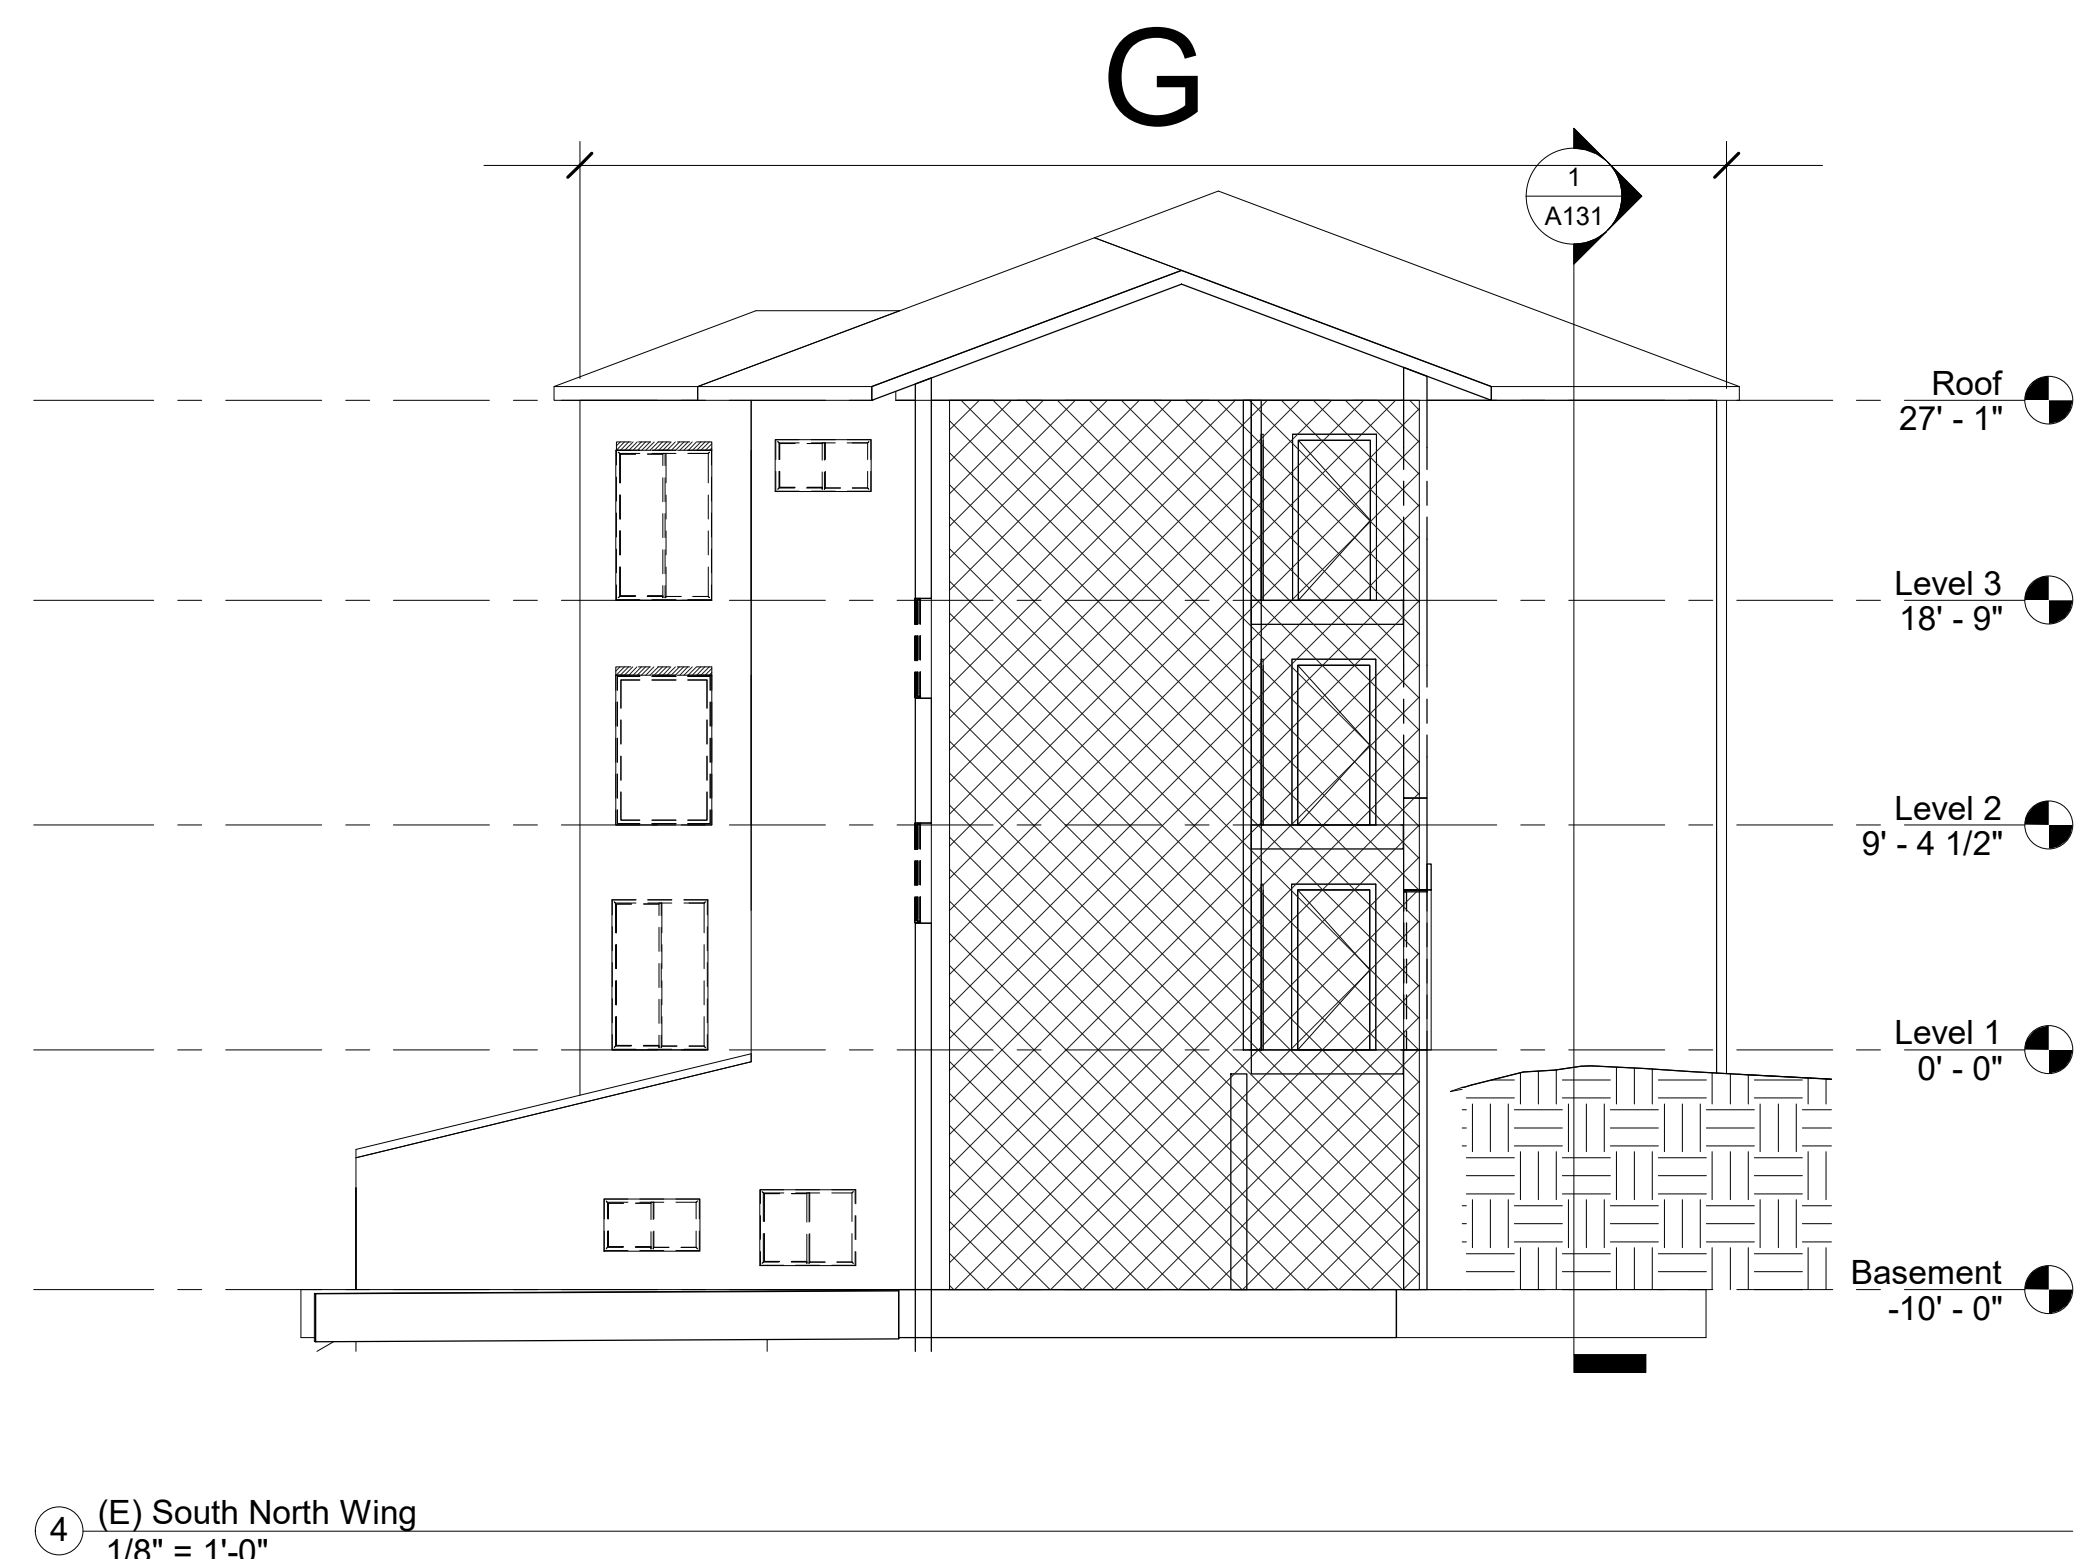 G
1
A131
Roof
27' - 1"
Level 3
18' - 9"
Level 2
9' - 4 1/2"
Level 1
0' - 0"
Basement
-10' - 0"
4
(E) South North Wing
1/8" = 1'-0"